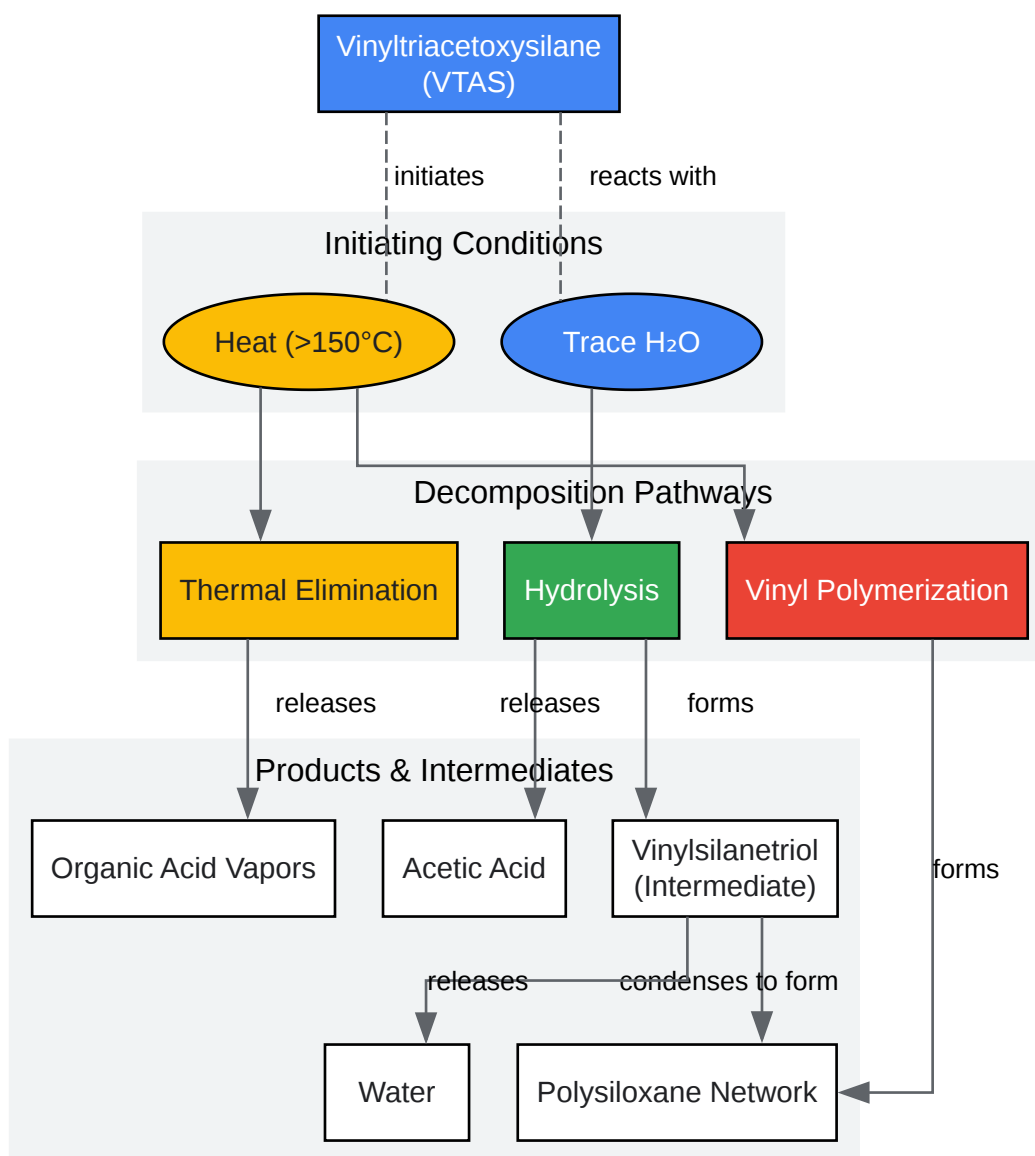 Vinyltriacetoxysilane
(VTAS)
initiates
reacts with
Initiating Conditions
Heat (>150°C)
Trace H₂O
Decomposition Pathways
Thermal Elimination
Hydrolysis
Vinyl Polymerization
releases
releases
forms
Products & Intermediates
Organic Acid Vapors
Acetic Acid
Vinylsilanetriol
(Intermediate)
forms
releases
condenses to form
Water
Polysiloxane Network